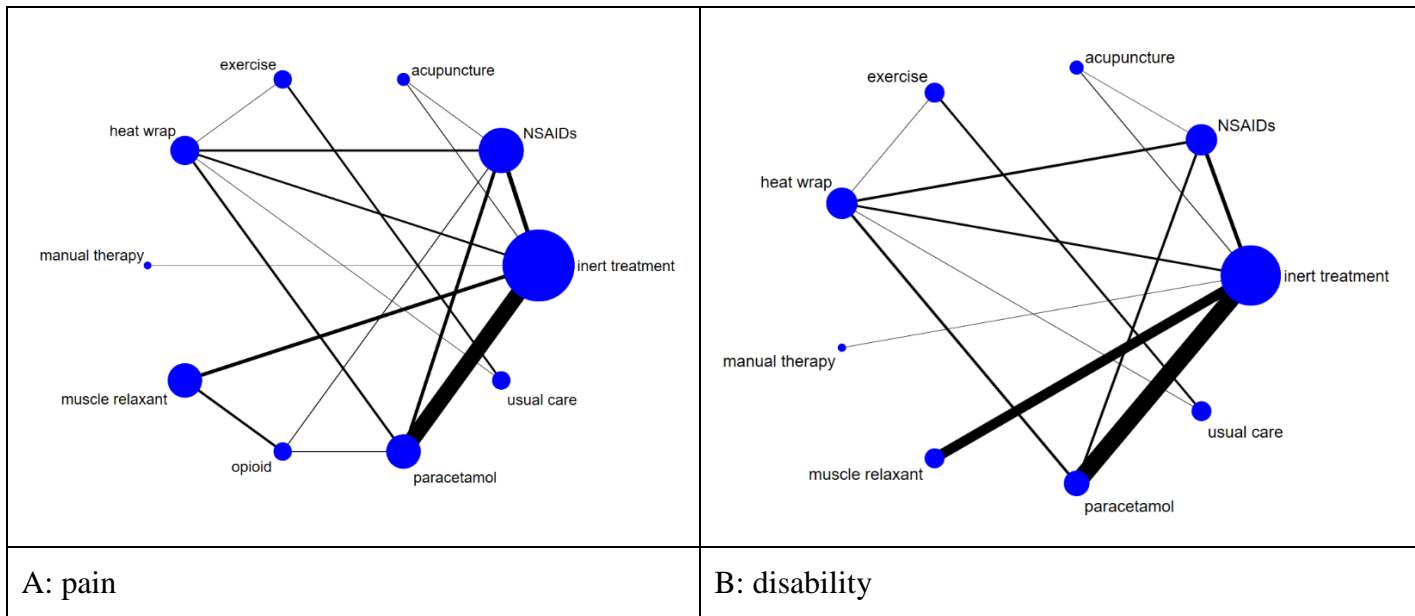 exercise
acupuncture
heat wrap
NSAIDs
manual therapy
inert treatment
muscle relaxant
usual care
opioid
paracetamol
acupuncture
exercise
NSAIDs
heat wrap
inert treatment
manual therapy
usual care
muscle relaxant
paracetamol
A: pain
B: disability